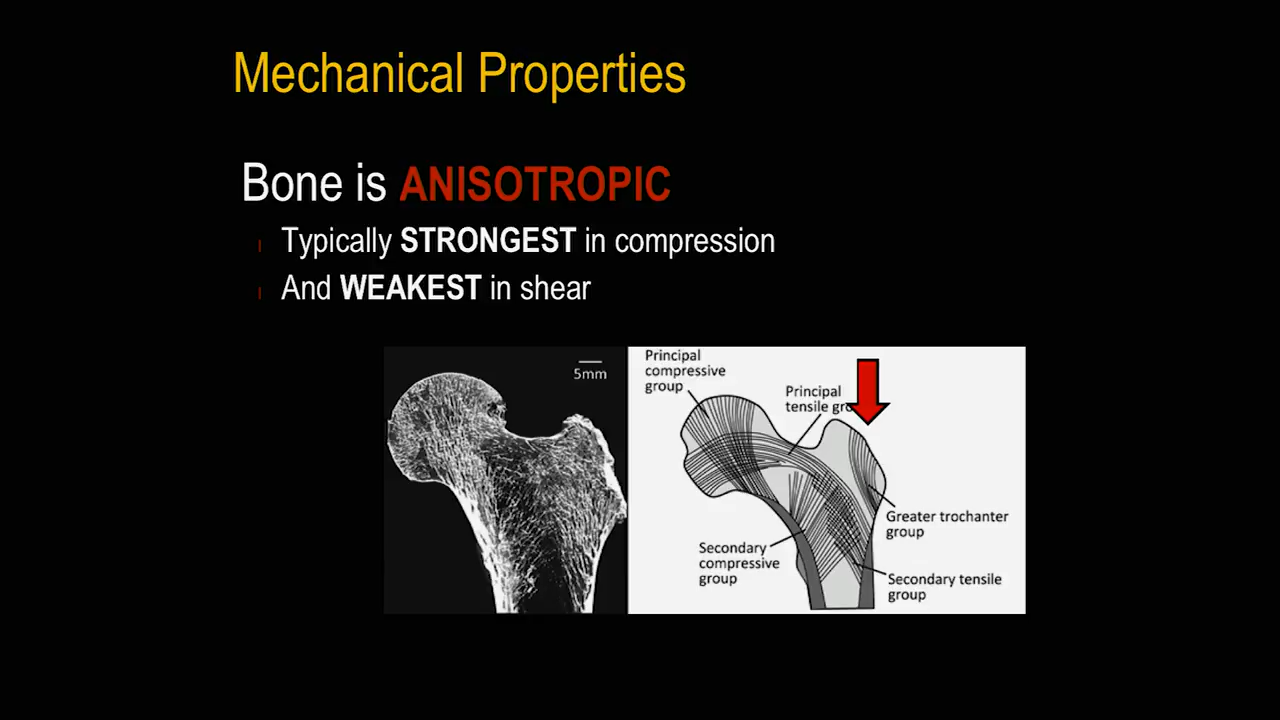 Mechanical Properties
Bone is ANISOTROPIC
Typically STRONGEST in compression
And WEAKEST in shear
5mm
Principal
compressive
group
Principal
tensile gro
Greater trochanter
group
Secondary
compressive
group
Secondary tensile
group